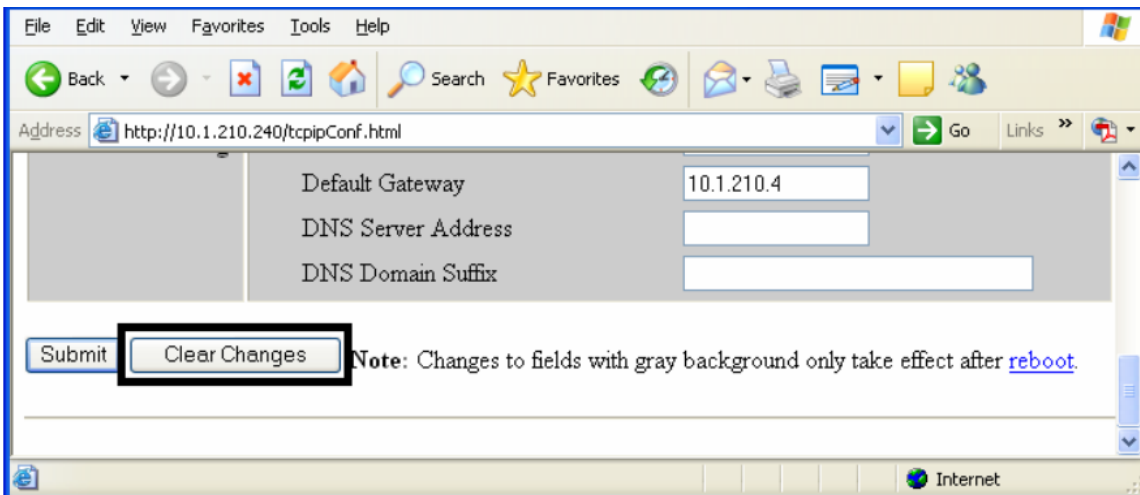 File Edit View Favorites Tools Help
Back Search Favorites
Address http://10.1.210.240/tcpipConf.html Go Links »
Default Gateway 10.1.210.4
DNS Server Address
DNS Domain Suffix
Submit Clear Changes Note: Changes to fields with gray background only take effect after reboot.
Internet